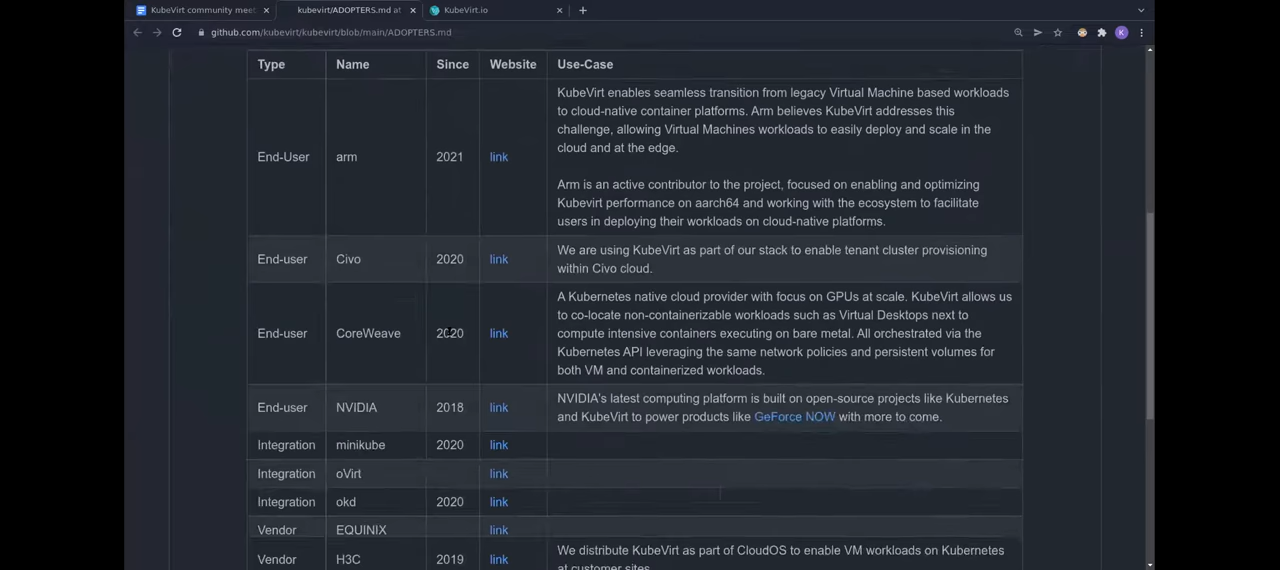 KubeVirt community meet
kubevirt/ADOPTERS.md at
KubeVirt.io
github.com/kubevirt/kubevirt/blob/main/ADOPTERS.md
K
Type Name Since Website Use-Case
End-User arm 2021 link
KubeVirt enables seamless transition from legacy Virtual Machine based workloads
to cloud-native container platforms. Arm believes KubeVirt addresses this
challenge, allowing Virtual Machines workloads to easily deploy and scale in the
cloud and at the edge.
Arm is an active contributor to the project, focused on enabling and optimizing
Kubevirt performance on aarch64 and working with the ecosystem to facilitate
users in deploying their workloads on cloud-native platforms.
End-user Civo 2020 link
We are using KubeVirt as part of our stack to enable tenant cluster provisioning
within Civo cloud.
End-user CoreWeave 2020 link
A Kubernetes native cloud provider with focus on GPUs at scale. KubeVirt allows us
to co-locate non-containerizable workloads such as Virtual Desktops next to
compute intensive containers executing on bare metal. All orchestrated via the
Kubernetes API leveraging the same network policies and persistent volumes for
both VM and containerized workloads.
End-user NVIDIA 2018 link
NVIDIA's latest computing platform is built on open-source projects like Kubernetes
and KubeVirt to power products like GeForce NOW with more to come.
Integration minikube 2020 link
Integration oVirt link
Integration okd 2020 link
Vendor EQUINIX link
Vendor H3C 2019 link
We distribute KubeVirt as part of CloudOS to enable VM workloads on Kubernetes
at customer sites.